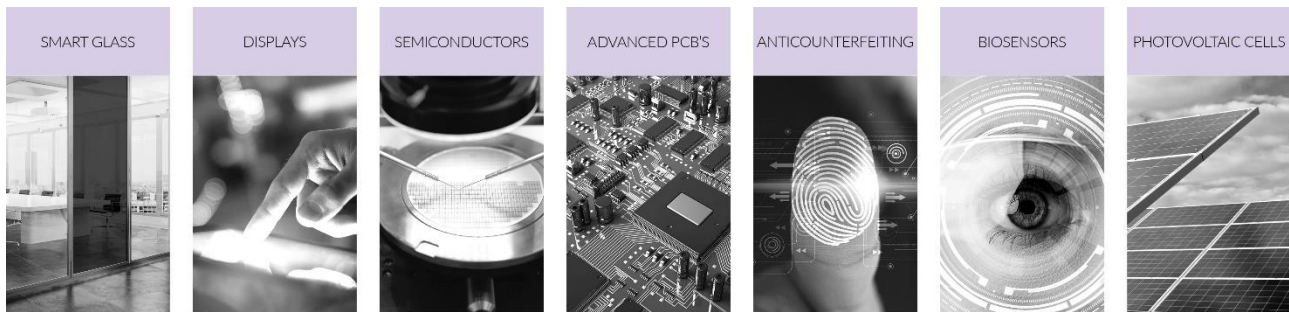 SMART GLASS
DISPLAYS
SEMICONDUCTORS
ADVANCED PCB'S
ANTICOUNTERFEITING
BIOSENSORS
PHOTOVOLTAIC CELLS